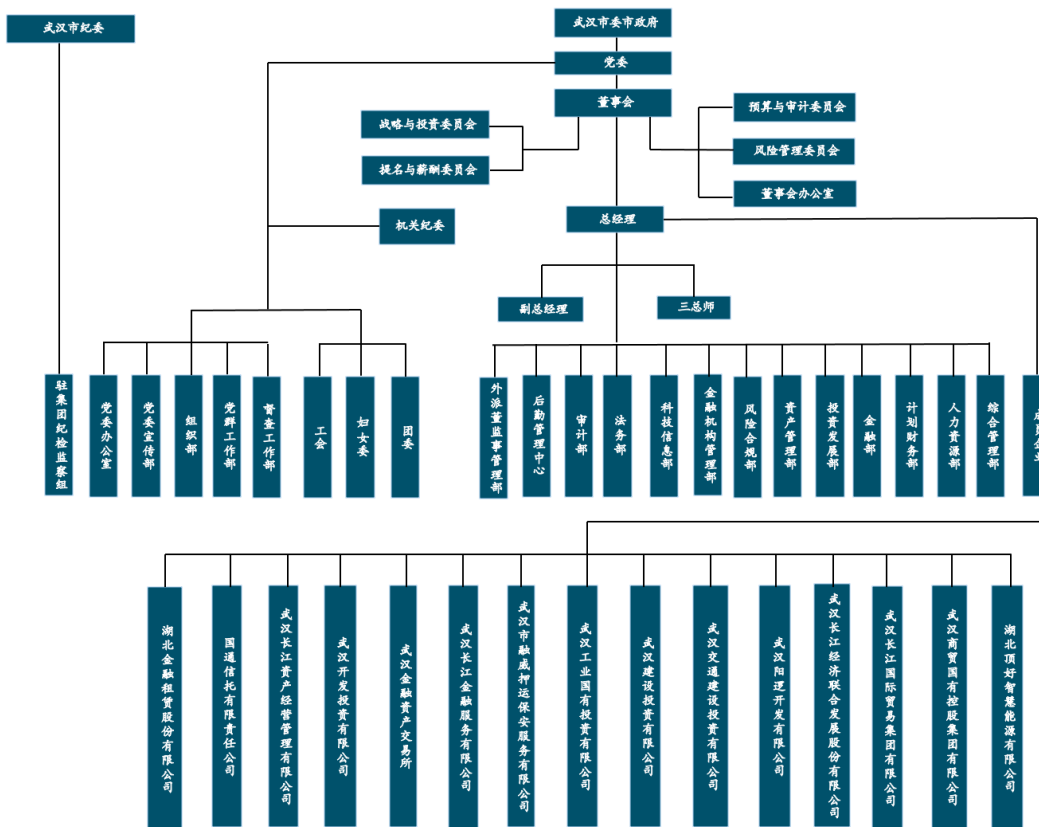 武汉市纪委
武汉市委市政府
党委
董事会
战略与投资委员会
提名与薪酬委员会
预算与审计委员会
风险管理委员会
董事会办公室
机关纪委
总经理
副总经理
三总师
驻集团纪检监察组
党委办公室
党委宣传部
组织部
党群工作部
督查工作部
工会
妇女委
团委
外派董监事管理部
后勤管理中心
审计部
法务部
科技信息部
金融机构管理部
风险合规部
资产管理部
投资发展部
金融部
计划财务部
人力资源部
综合管理部
成员企业
湖北金融租赁股份有限公司
国通信托有限责任公司
武汉长江资产经营管理有限公司
武汉开发投资有限公司
武汉金融资产交易所
武汉长江金融服务有限公司
武汉市融威押运保安服务有限公司
武汉工业国有投资有限公司
武汉建设投资有限公司
武汉交通建设投资有限公司
武汉阳逻开发有限公司
武汉长江经济联合发展股份有限公司
武汉长江国际贸易集团有限公司
武汉商贸国有控股集团有限公司
湖北顶好智慧能源有限公司